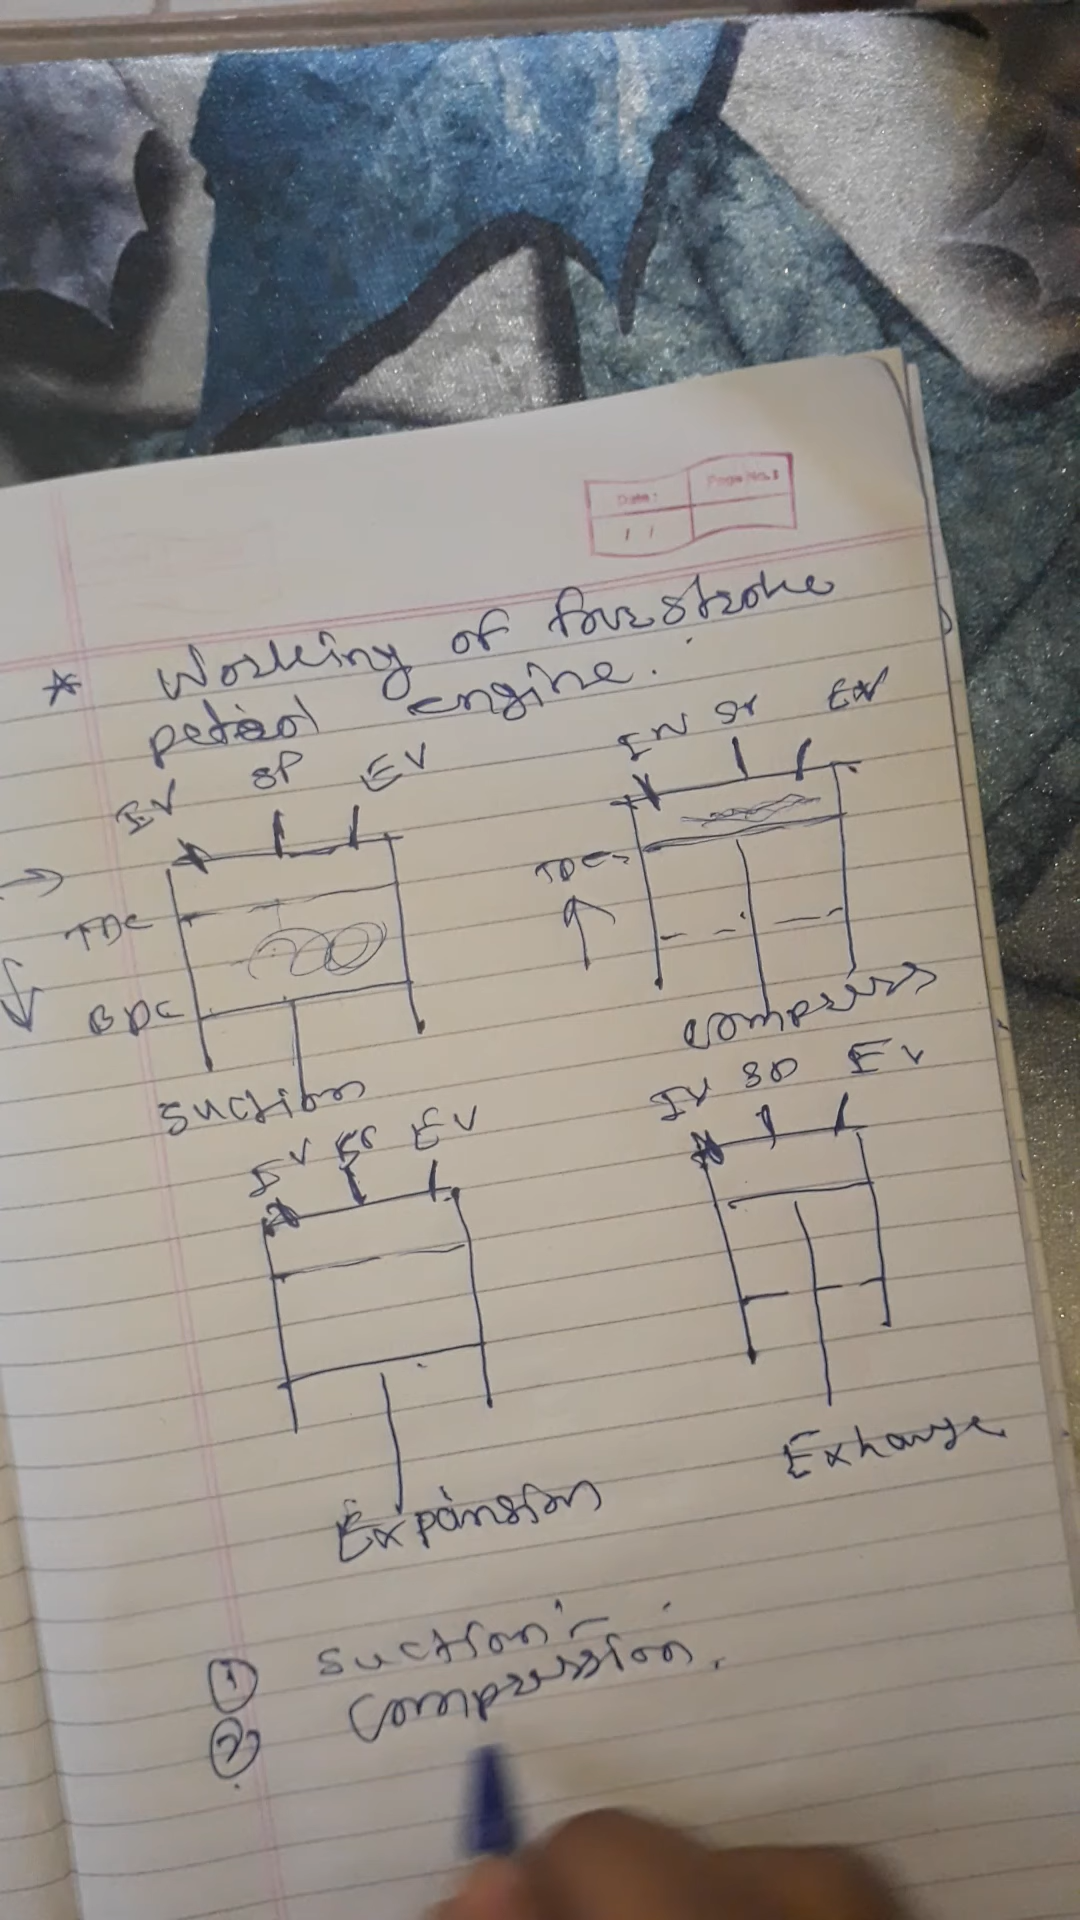 Date :
Page No.:
* Working of four stroke
petrol engine.
IV SP EV
IV SP EV
TDC
BDC
TDC
Suction
compress
IV SP EV
IV SP EV
Expansion
Exhauge
① Suction
② Compression.